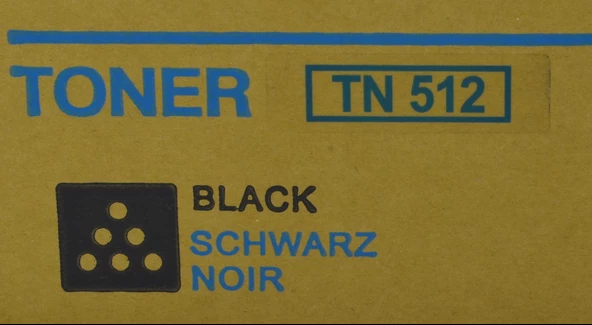 TONER TN 512
BLACK
SCHWARZ
NOIR